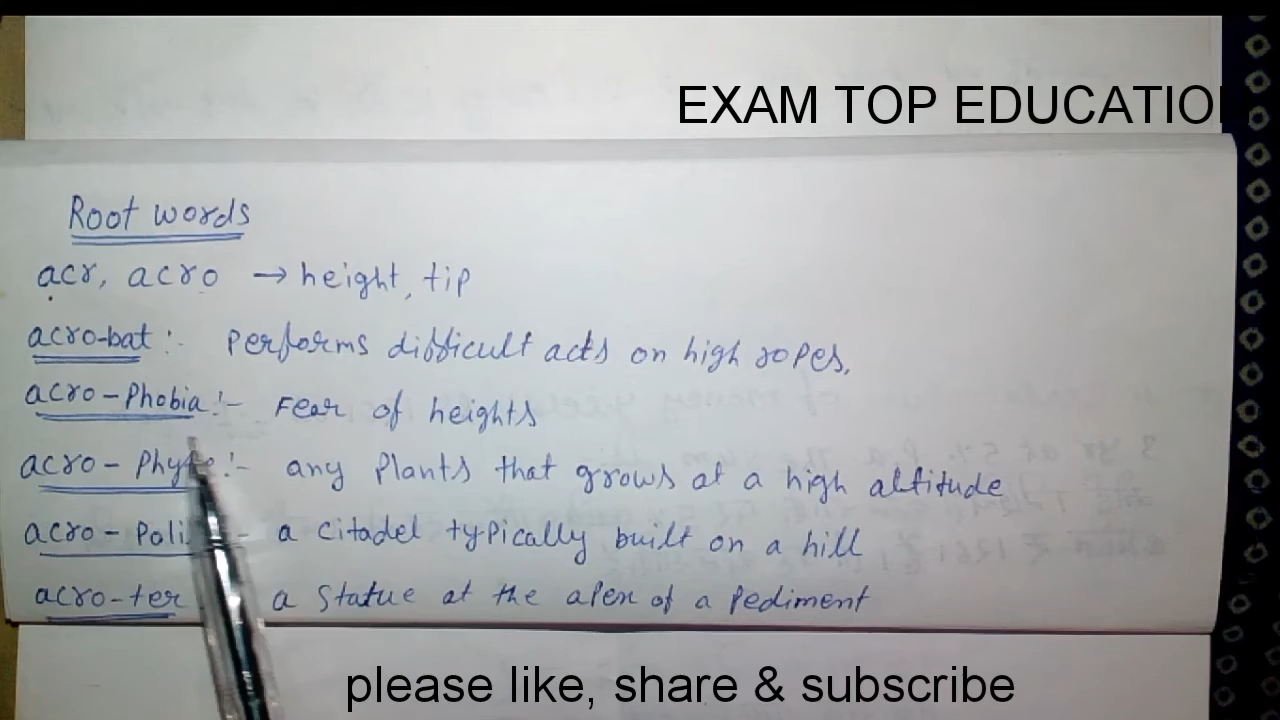 EXAM TOP EDUCATION
Root words
acr, acro → height, tip
acro-bat :- Performs difficult acts on high ropes.
acro-Phobia :- Fear of heights
acro-Phyte :- any Plants that grows at a high altitude
acro-Poli - a citadel typically built on a hill
acro-ter a statue at the apex of a Pediment
please like, share & subscribe